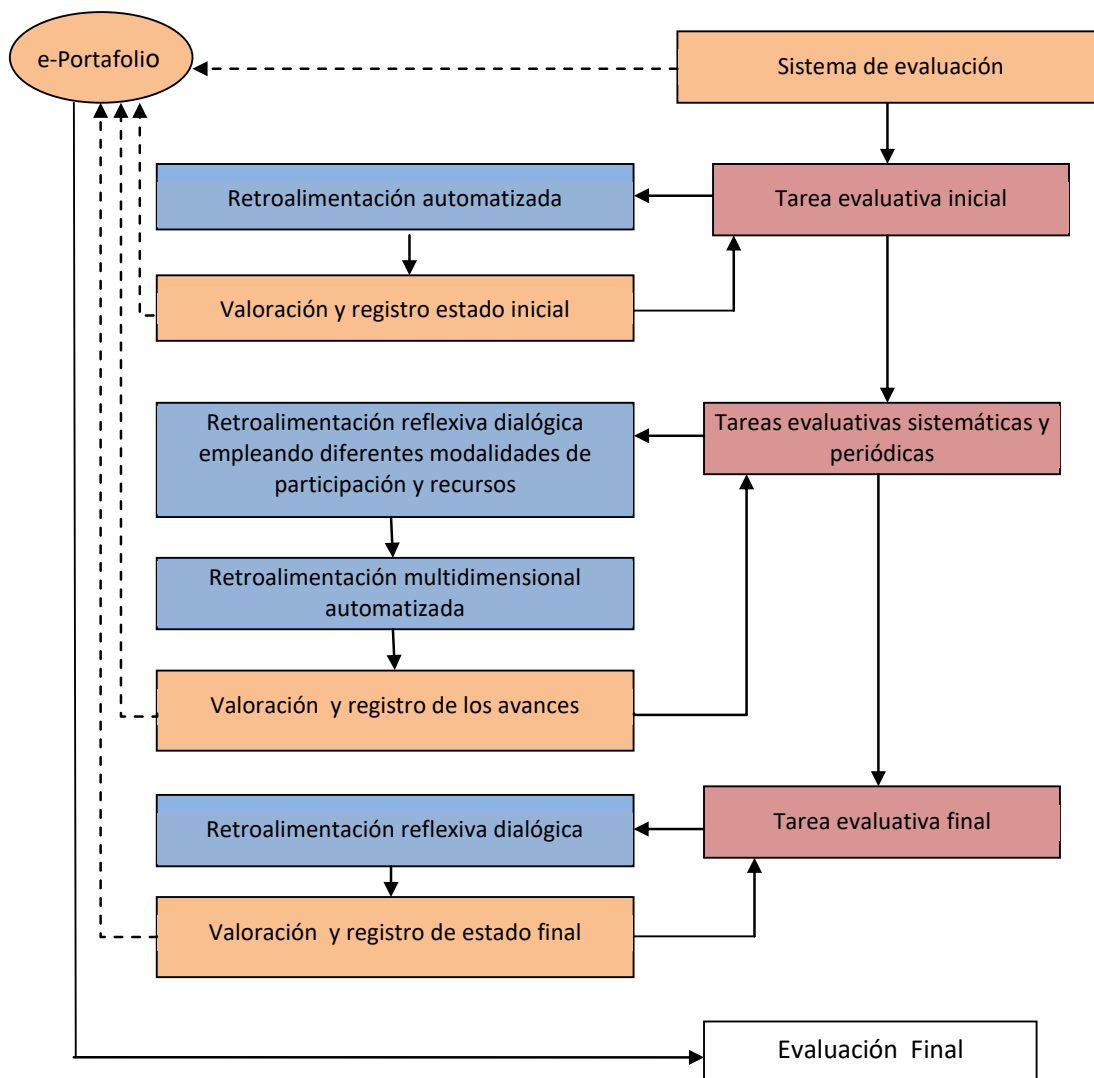 e-Portafolio
Sistema de evaluación
Retroalimentación automatizada
Tarea evaluativa inicial
Valoración y registro estado inicial
Retroalimentación reflexiva dialógica
empleando diferentes modalidades de
participación y recursos
Tareas evaluativas sistemáticas y
periódicas
Retroalimentación multidimensional
automatizada
Valoración y registro de los avances
Retroalimentación reflexiva dialógica
Tarea evaluativa final
Valoración y registro de estado final
Evaluación Final